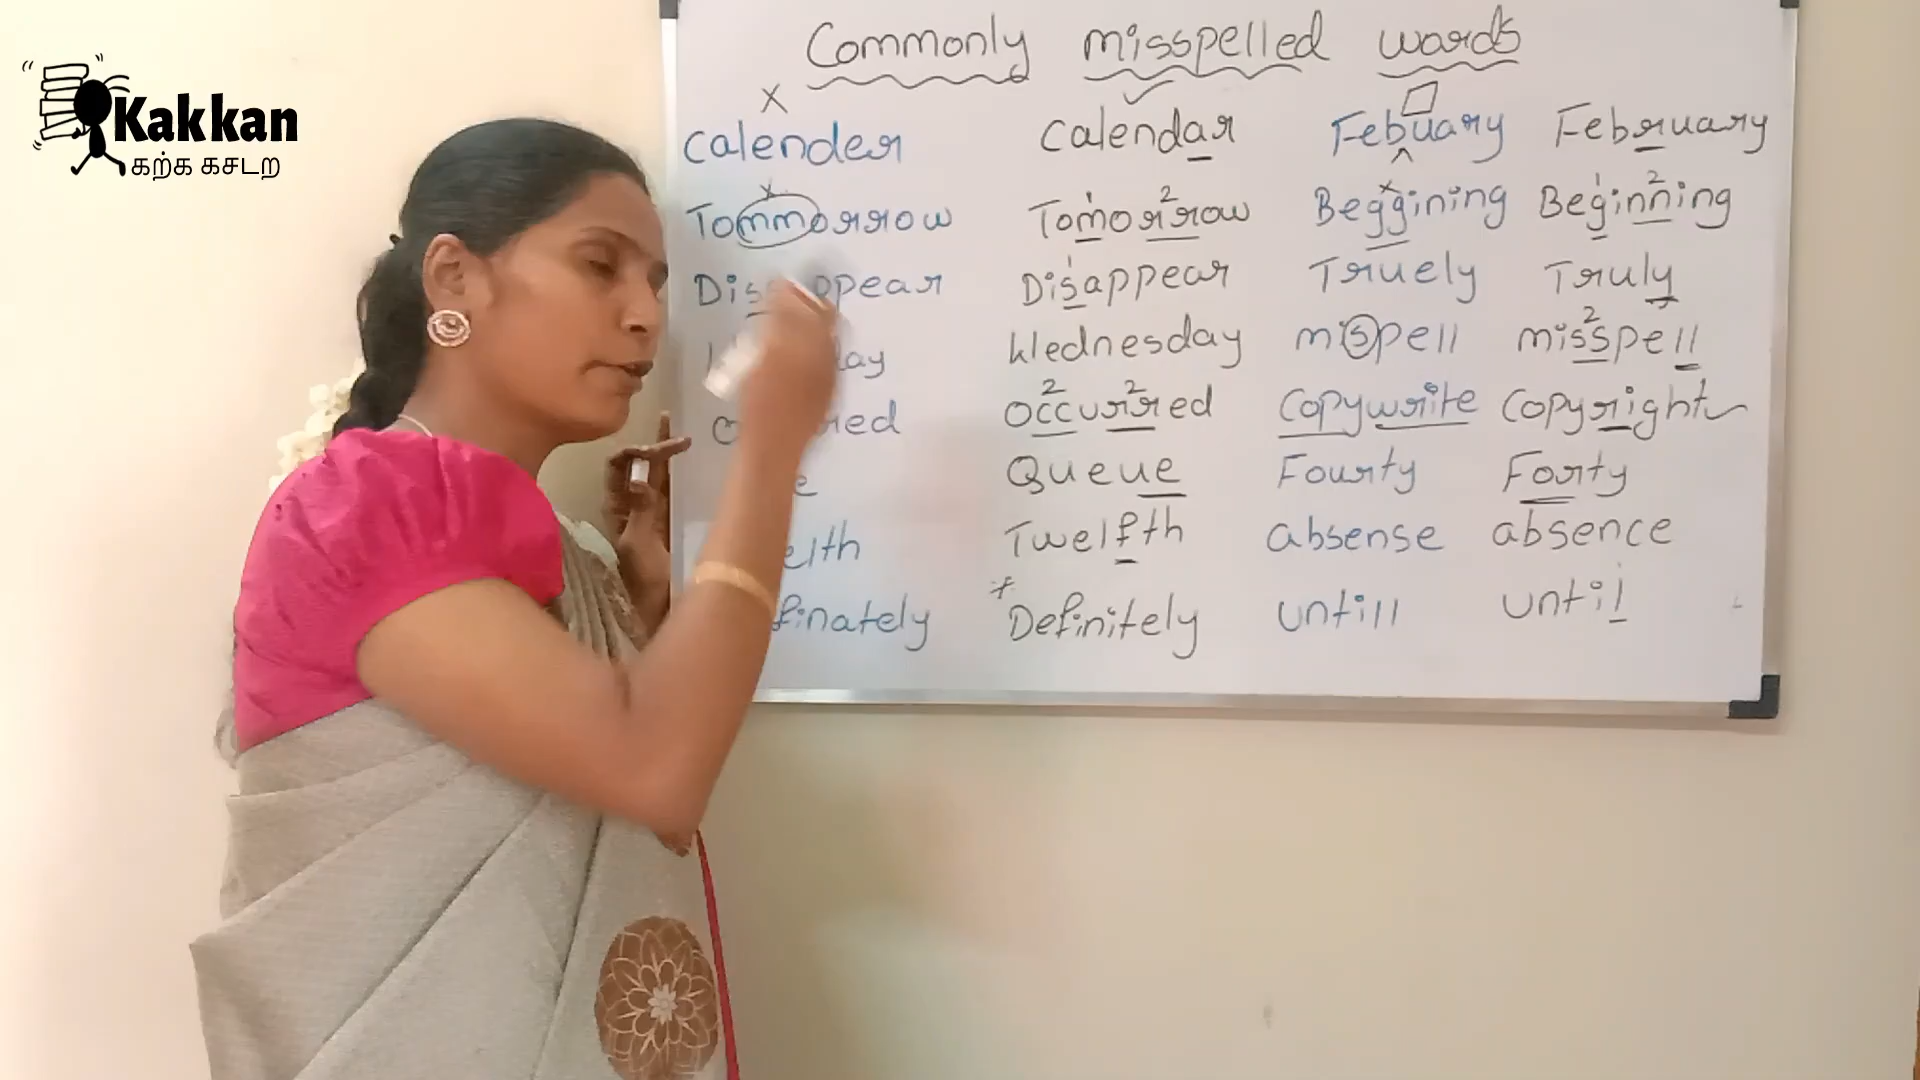 Kakkan
கற்க கசடற
Commonly misspelled words
Calender Calendar Febuary February
Tommorrow Tomorrow Beggining Beginning
Disappear Truely Truly
Wednesday mispell misspell
Occurred Copywrite Copyright
Queue Fourty Forty
Twelfth absense absence
Definitely untill until